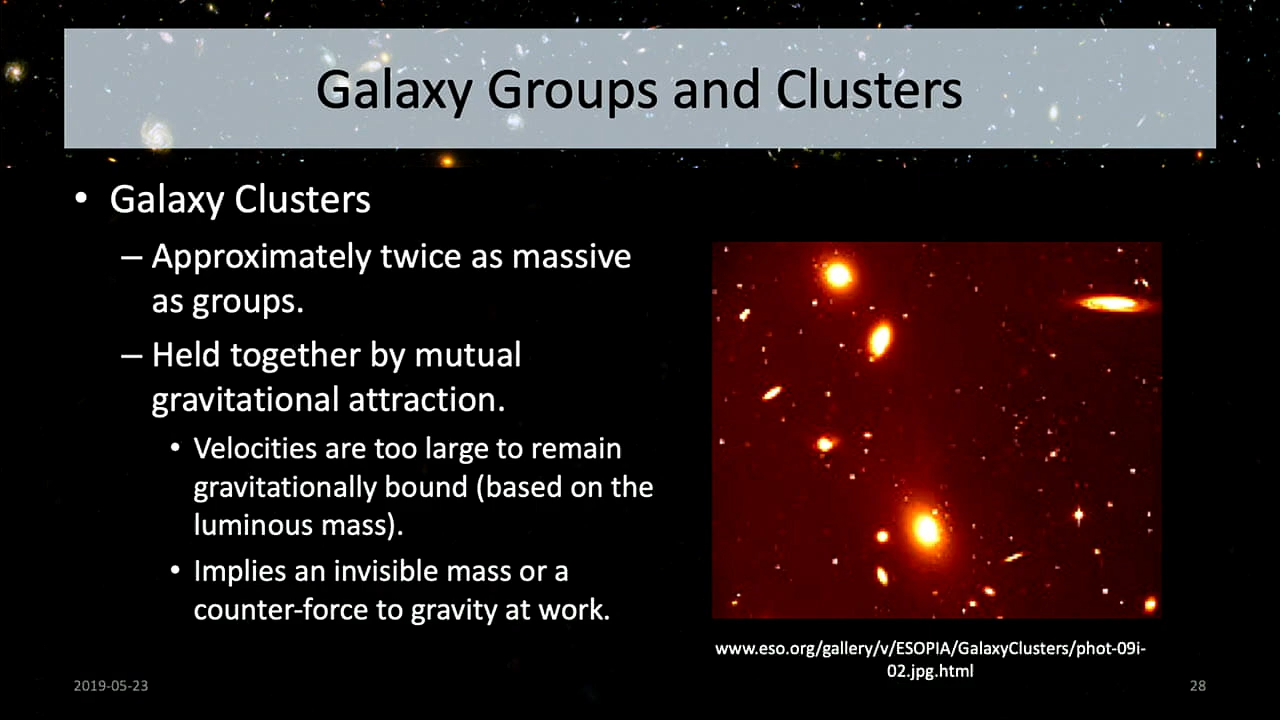 Galaxy Groups and Clusters
• Galaxy Clusters
– Approximately twice as massive
as groups.
– Held together by mutual
gravitational attraction.
• Velocities are too large to remain
gravitationally bound (based on the
luminous mass).
• Implies an invisible mass or a
counter-force to gravity at work.
www.eso.org/gallery/v/ESOPIA/GalaxyClusters/phot-09i-
02.jpg.html
2019-05-23
28